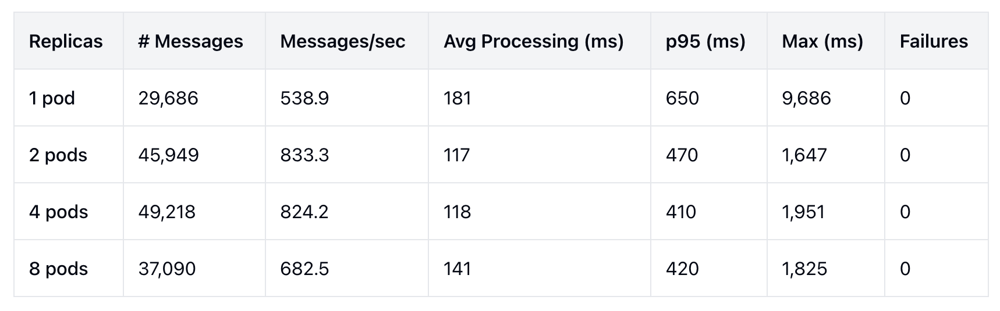 Replicas # Messages Messages/sec Avg Processing (ms) p95 (ms) Max (ms) Failures
1 pod 29,686 538.9 181 650 9,686 0
2 pods 45,949 833.3 117 470 1,647 0
4 pods 49,218 824.2 118 410 1,951 0
8 pods 37,090 682.5 141 420 1,825 0